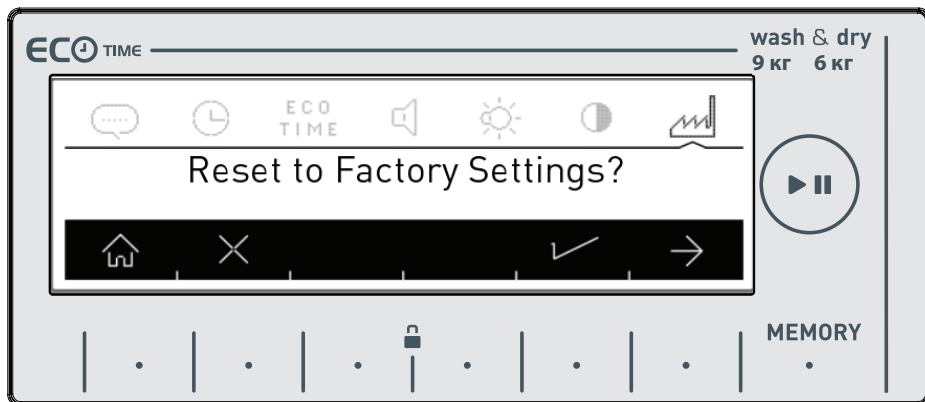 ECO TIME
wash & dry
9 кг 6 кг
ECO
TIME
Reset to Factory Settings?
MEMORY